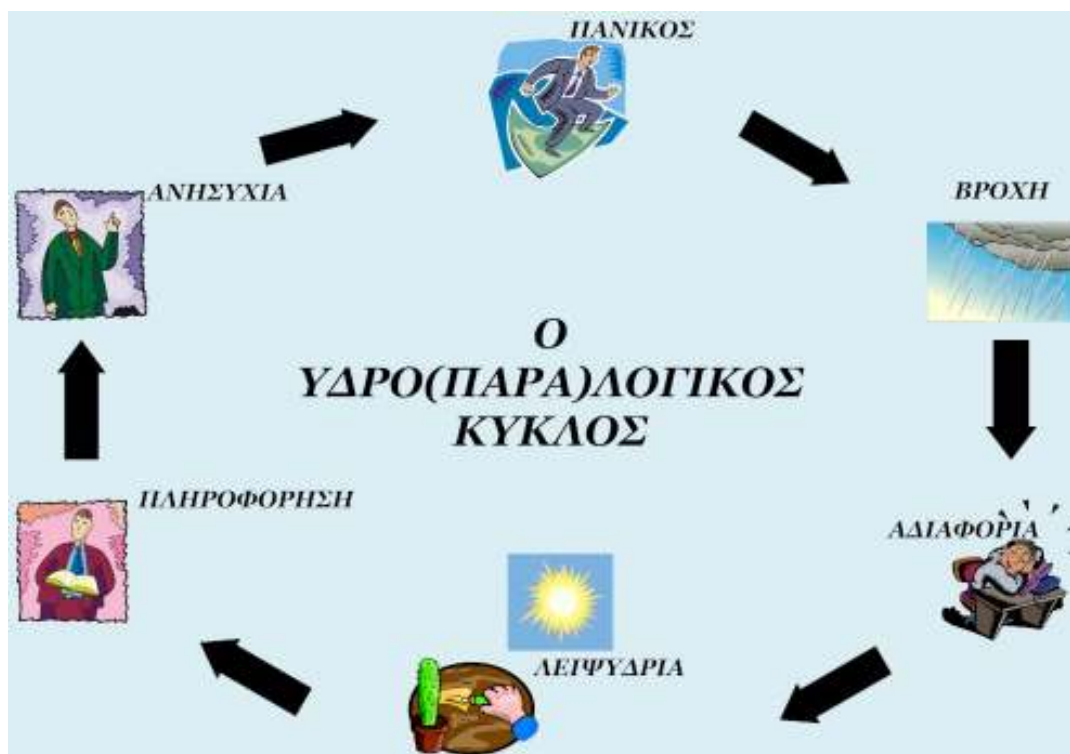 ΠΑΝΙΚΟΣ
ΑΝΗΣΥΧΙΑ
ΒΡΟΧΗ
Ο
ΥΔΡΟ(ΠΑΡΑ)ΛΟΓΙΚΟΣ
ΚΥΚΛΟΣ
ΠΛΗΡΟΦΟΡΗΣΗ
ΑΔΙΑΦΟΡΙΑ
ΛΕΙΨΥΔΡΙΑ